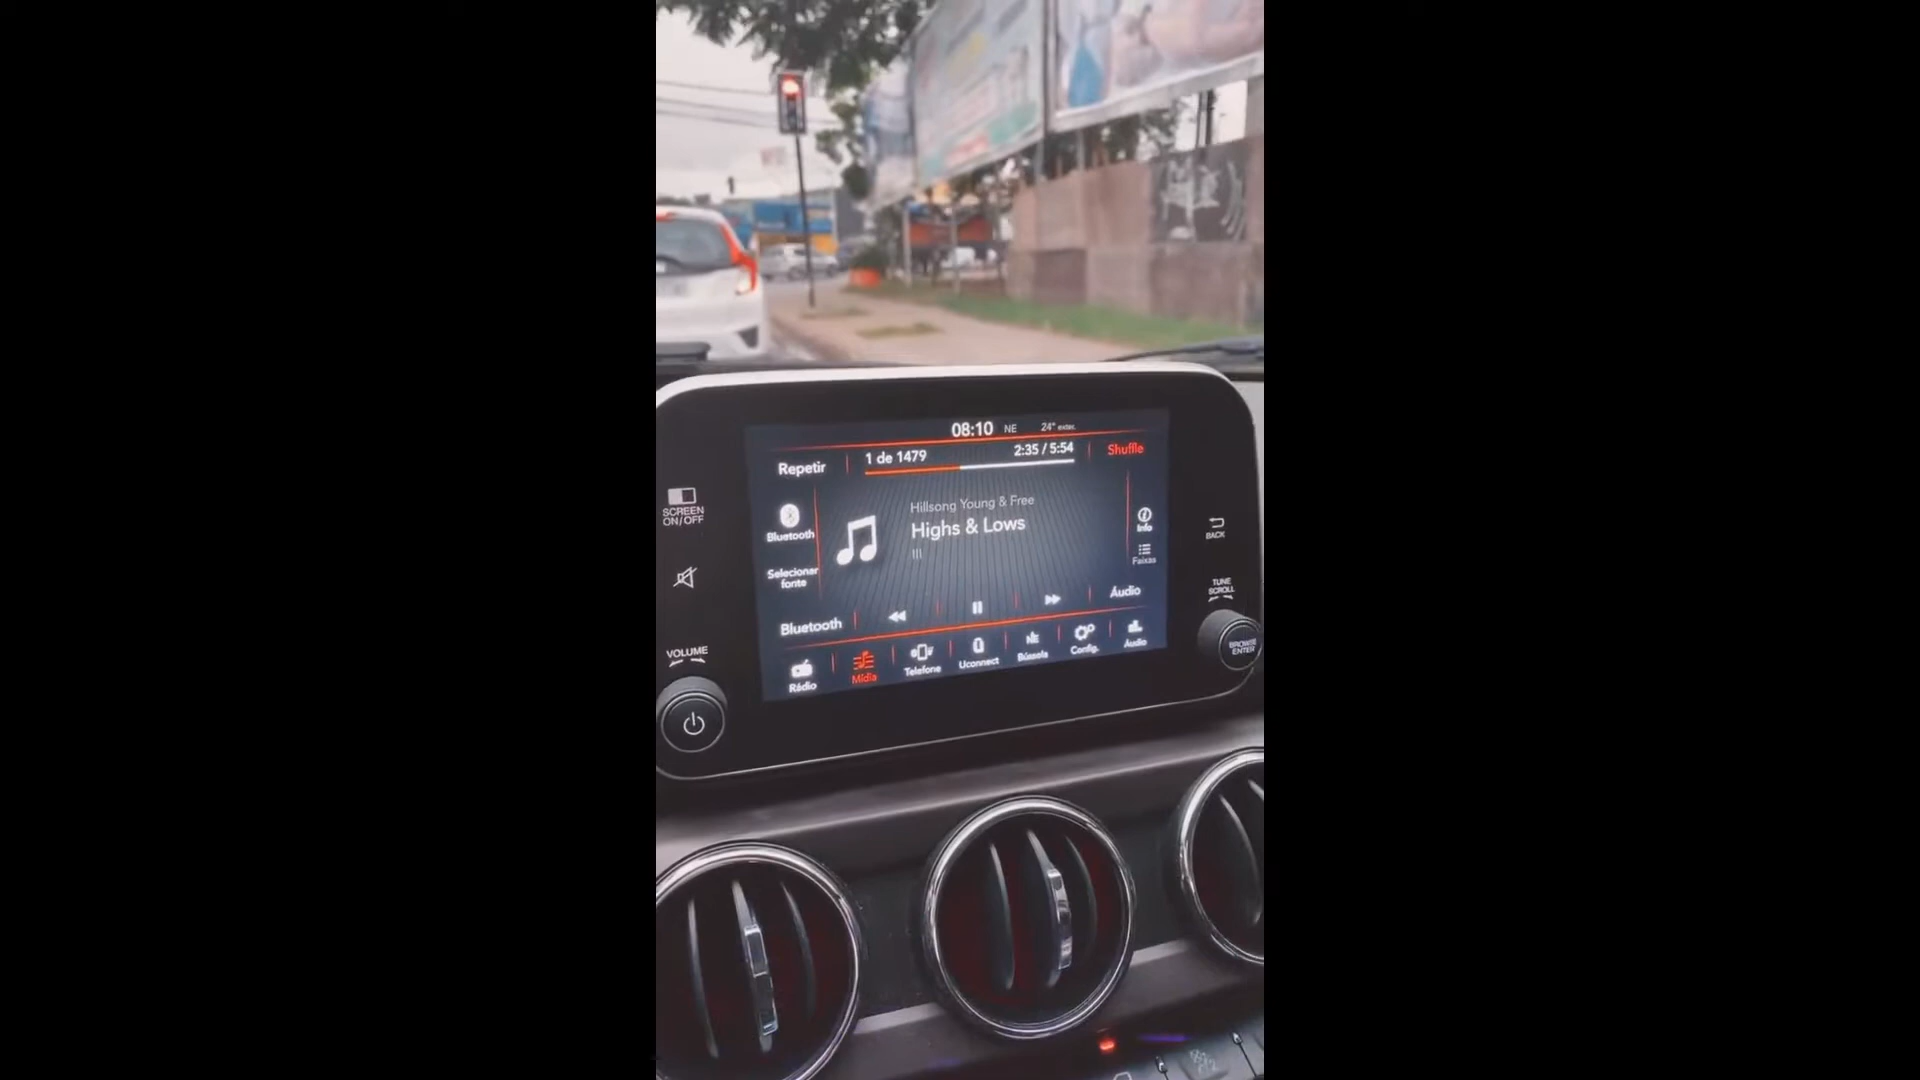 08:10 NE 24° exter.
Repetir 1 de 1479 2:35 / 5:54 Shuffle
SCREEN
ON/OFF
Bluetooth
Hillsong Young & Free
Highs & Lows
III
Info
BACK
Selecionar
fonte
Faixas
TUNE
SCROLL
Bluetooth
Áudio
VOLUME
BROWSE
ENTER
Rádio Mídia Telefone Uconnect Bússola Config. Áudio